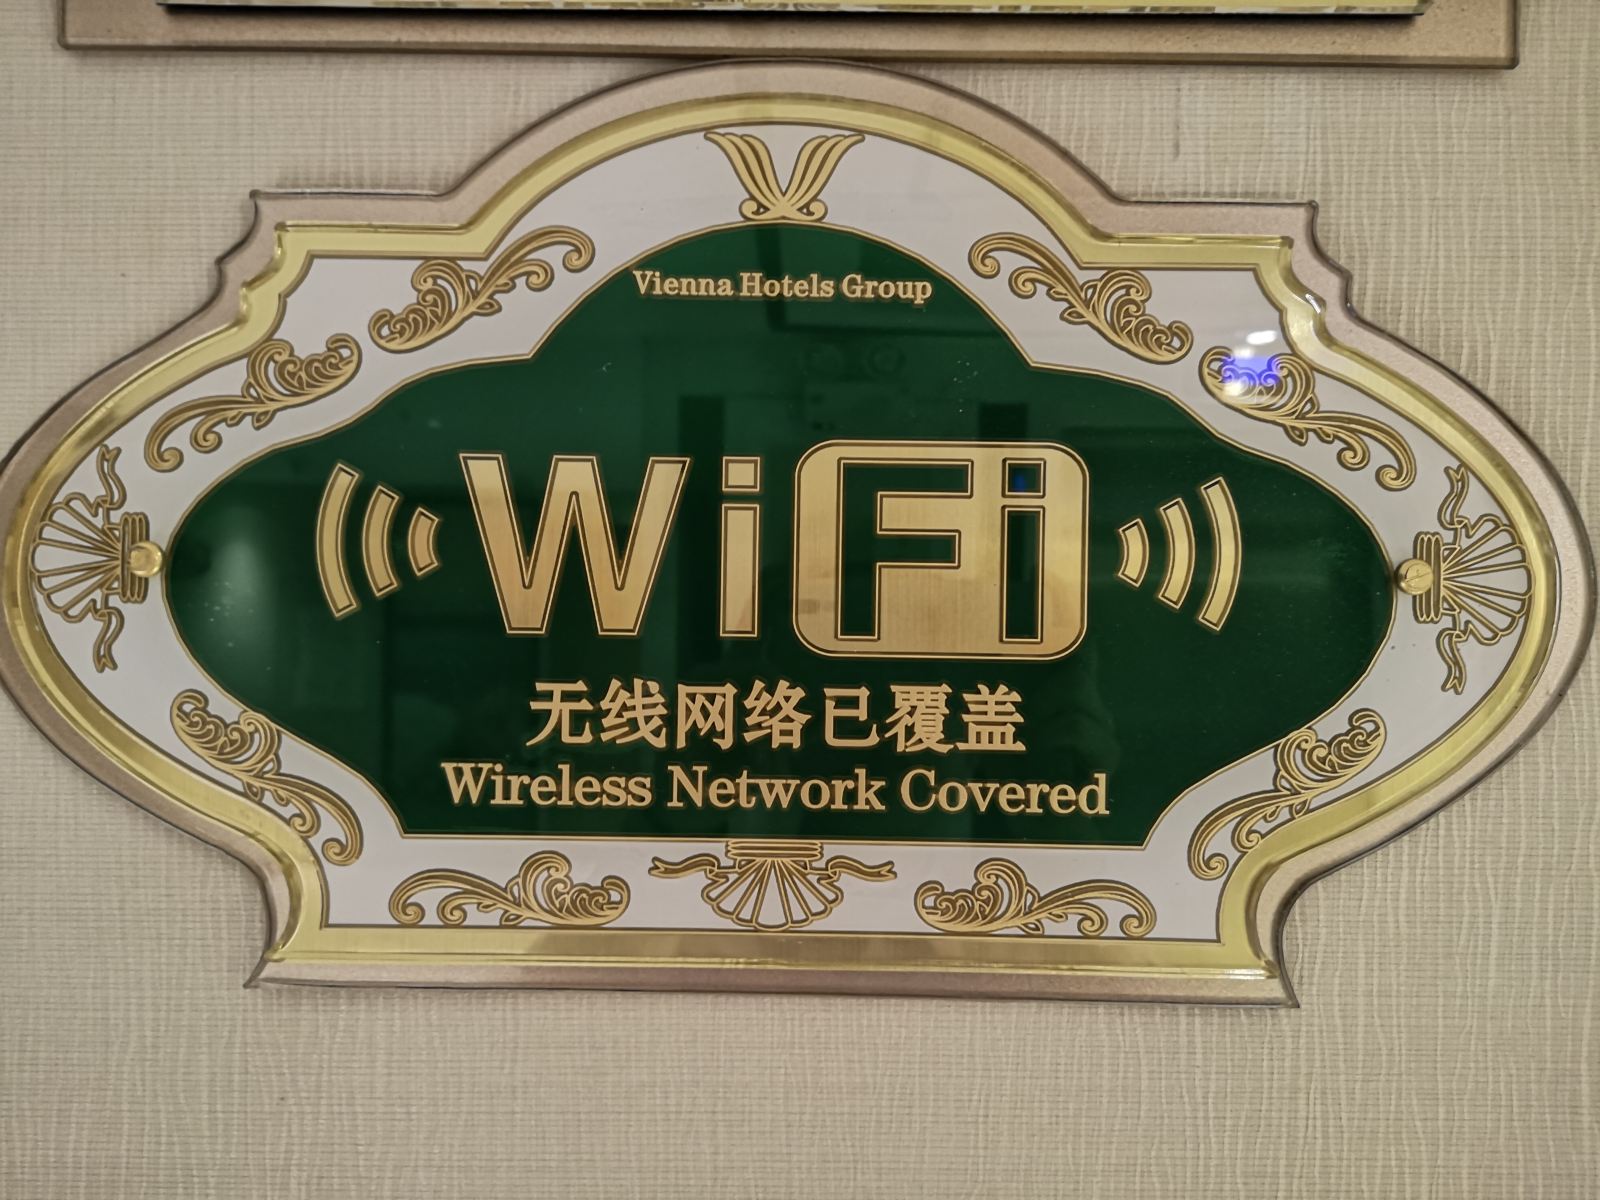 Vienna Hotels Group
WiFi
无线网络已覆盖
Wireless Network Covered